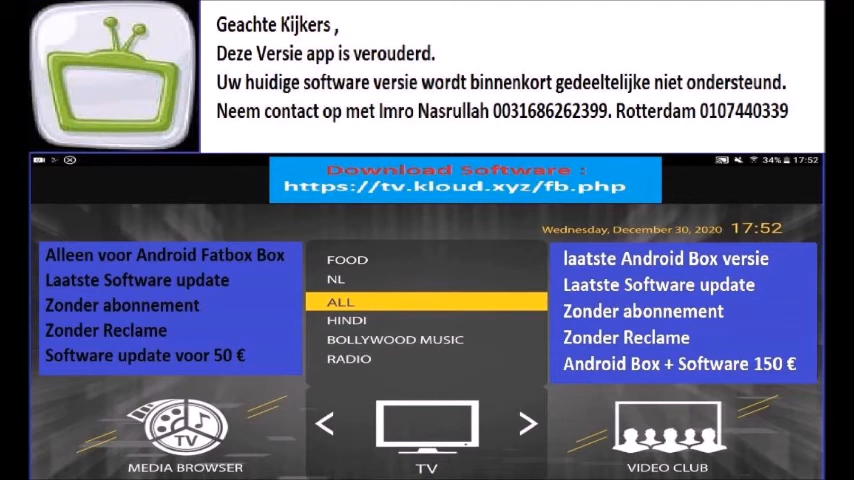 Geachte Kijkers ,
Deze Versie app is verouderd.
Uw huidige software versie wordt binnenkort gedeeltelijke niet ondersteund.
Neem contact op met Imro Nasrullah 0031686262399. Rotterdam 0107440339
34% 17:52
Download Software :
https://tv.kloud.xyz/fb.php
Wednesday, December 30, 2020 17:52
Alleen voor Android Fatbox Box
Laatste Software update
Zonder abonnement
Zonder Reclame
Software update voor 50 €
FOOD
NL
ALL
HINDI
BOLLYWOOD MUSIC
RADIO
laatste Android Box versie
Laatste Software update
Zonder abonnement
Zonder Reclame
Android Box + Software 150 €
TV
MEDIA BROWSER
TV
VIDEO CLUB